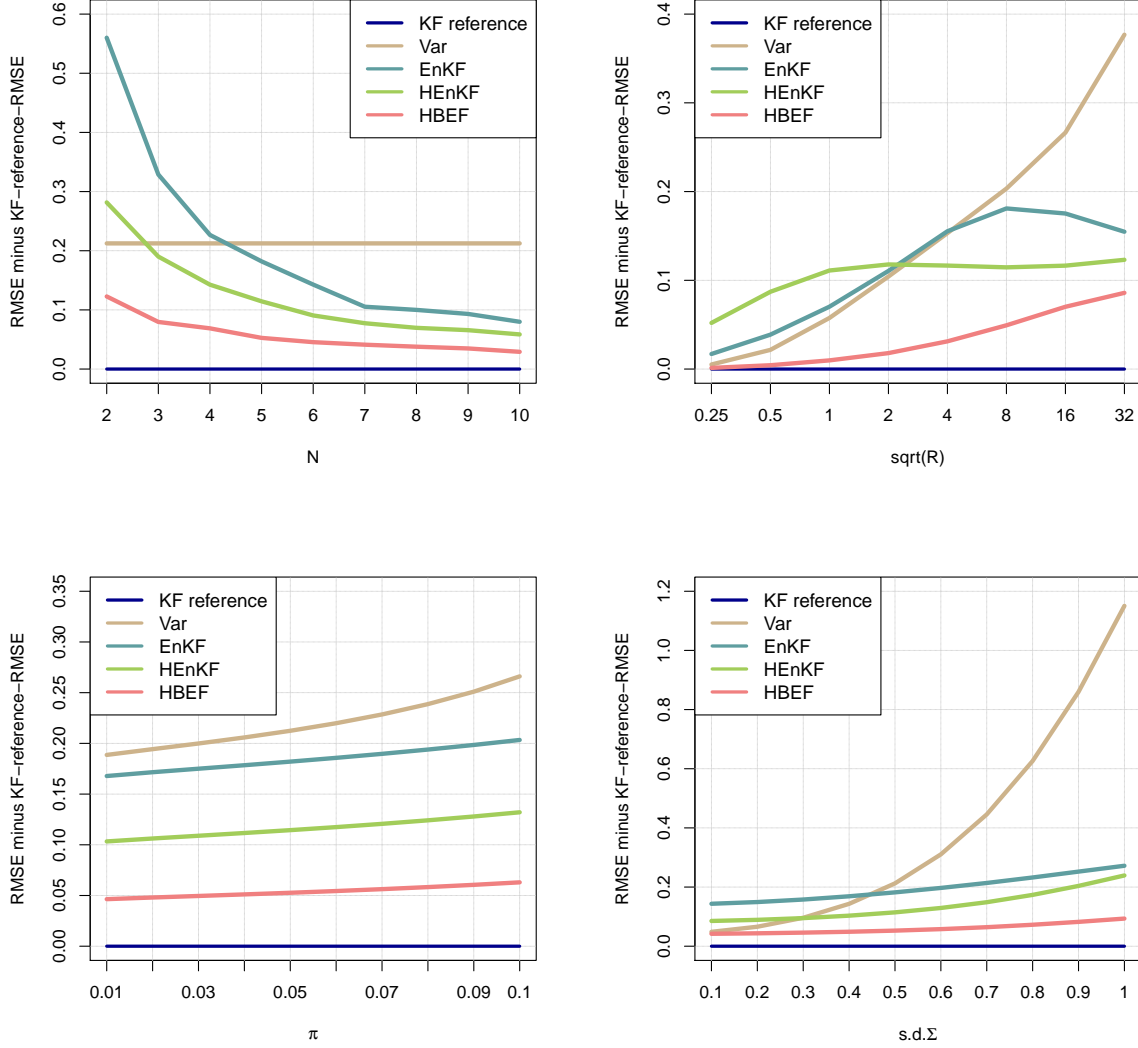 RMSE minus KF−reference−RMSE
0.0 0.1 0.2 0.3 0.4 0.5 0.6
KF reference
Var
EnKF
HEnKF
HBEF
2 3 4 5 6 7 8 9 10
N
RMSE minus KF−reference−RMSE
0.0 0.1 0.2 0.3 0.4
KF reference
Var
EnKF
HEnKF
HBEF
0.25 0.5 1 2 4 8 16 32
sqrt(R)
RMSE minus KF−reference−RMSE
0.00 0.05 0.10 0.15 0.20 0.25 0.30 0.35
KF reference
Var
EnKF
HEnKF
HBEF
0.01 0.03 0.05 0.07 0.09 0.1
π
RMSE minus KF−reference−RMSE
0.0 0.2 0.4 0.6 0.8 1.0 1.2
KF reference
Var
EnKF
HEnKF
HBEF
0.1 0.2 0.3 0.4 0.5 0.6 0.7 0.8 0.9 1
s.d.Σ